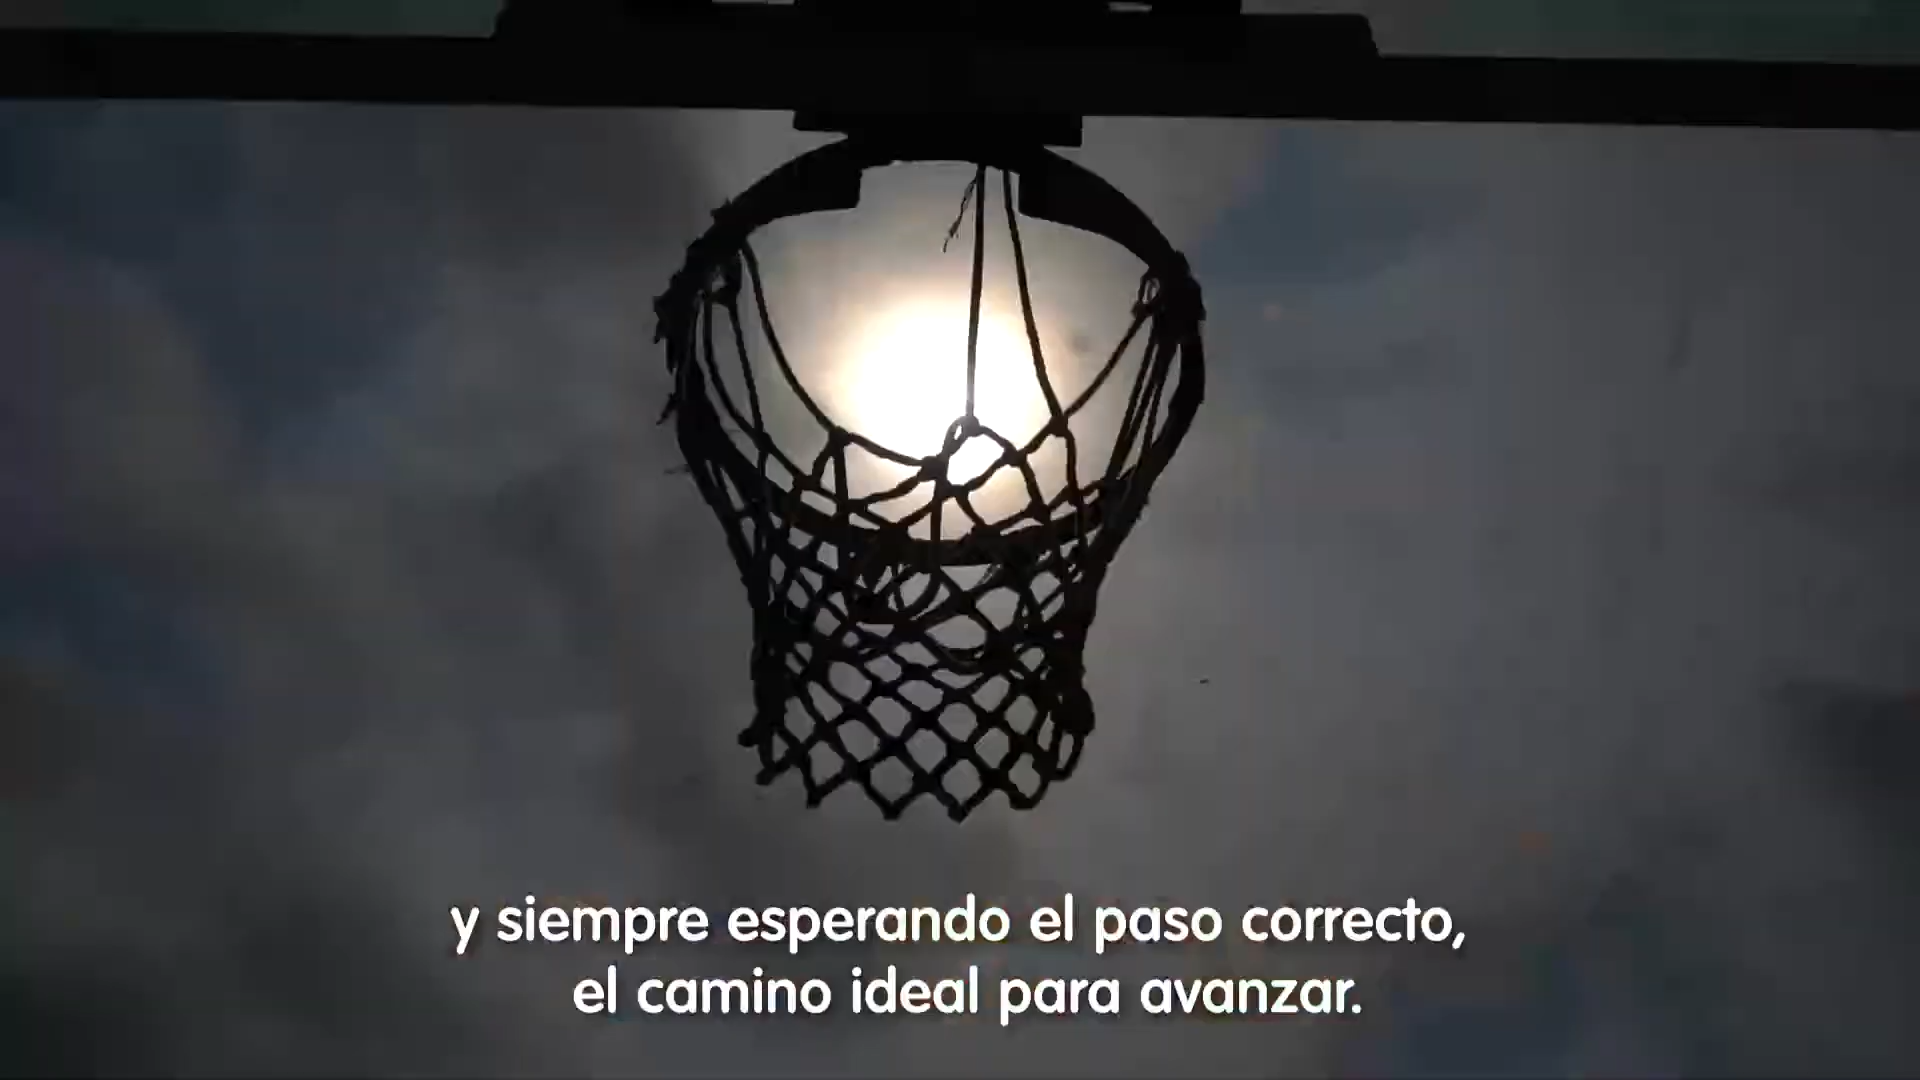 y siempre esperando el paso correcto,
el camino ideal para avanzar.